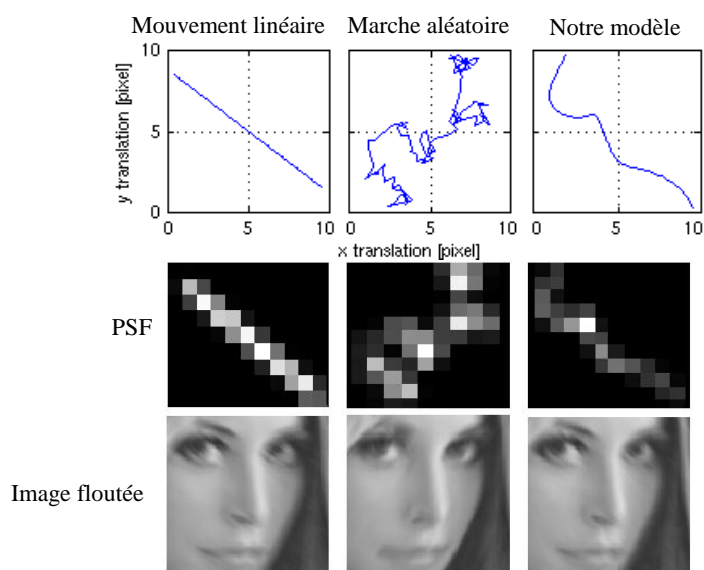 Mouvement linéaire Marche aléatoire Notre modèle
10
5
0
y translation [pixel]
0 5 10 0 5 10 0 5 10
x translation [pixel]
PSF
Image floutée